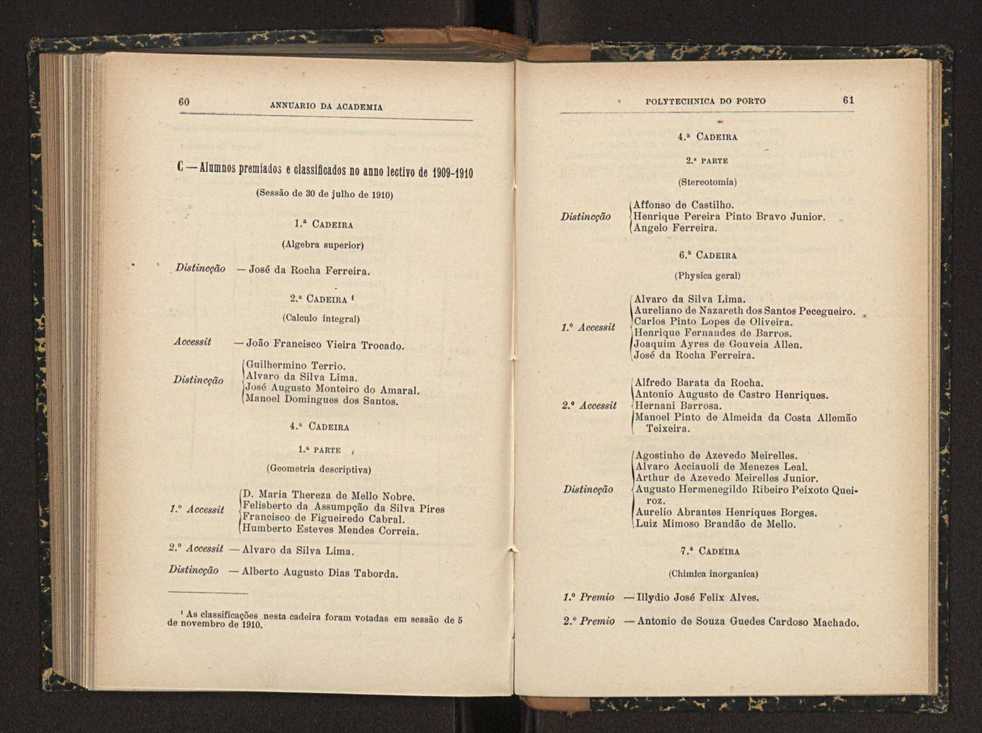 60
ANNUARIO DA ACADEMIA
C — Alumnos premiados e classificados no anno lectivo de 1909-1910
(Sessão de 30 de julho de 1910)
1.ª CADEIRA
(Algebra superior)
Distincção — José da Rocha Ferreira.
2.ª CADEIRA ¹
(Calculo integral)
Accessit — João Francisco Vieira Trocado.
Distincção
Guilhermino Terrio.
Alvaro da Silva Lima.
José Augusto Monteiro do Amaral.
Manoel Domingues dos Santos.
4.ª CADEIRA
1.ª PARTE
(Geometria descriptiva)
1.º Accessit
D. Maria Thereza de Mello Nobre.
Felisberto da Assumpção da Silva Pires
Francisco de Figueiredo Cabral.
Humberto Esteves Mendes Correia.
2.º Accessit — Alvaro da Silva Lima.
Distincção — Alberto Augusto Dias Taborda.
¹ As classificações nesta cadeira foram votadas em sessão de 5
de novembro de 1910.
POLYTECHNICA DO PORTO 61
4.ª CADEIRA
2.ª PARTE
(Stereotomia)
Distincção
Affonso de Castilho.
Henrique Pereira Pinto Bravo Junior.
Angelo Ferreira.
6.ª CADEIRA
(Physica geral)
1.º Accessit
Alvaro da Silva Lima.
Aureliano de Nazareth dos Santos Pecegueiro.
Carlos Pinto Lopes de Oliveira.
Henrique Fernandes de Barros.
Joaquim Ayres de Gouveia Allen.
José da Rocha Ferreira.
2.º Accessit
Alfredo Barata da Rocha.
Antonio Augusto de Castro Henriques.
Hernani Barrosa.
Manoel Pinto de Almeida da Costa Allemão
Teixeira.
Distincção
Agostinho de Azevedo Meirelles.
Alvaro Acciauoli de Menezes Leal.
Arthur de Azevedo Meirelles Junior.
Augusto Hermenegildo Ribeiro Peixoto Quei-
roz.
Aurelio Abrantes Henriques Borges.
Luiz Mimoso Brandão de Mello.
7.ª CADEIRA
(Chimica inorganica)
1.º Premio — Illydio José Felix Alves.
2.º Premio — Antonio de Souza Guedes Cardoso Machado.